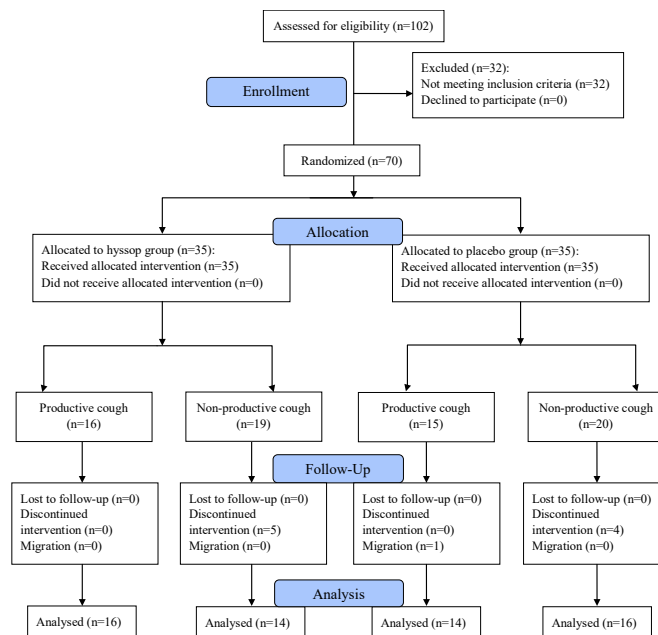 Assessed for eligibility (n=102)
Excluded (n=32):
Not meeting inclusion criteria (n=32)
Declined to participate (n=0)
Enrollment
Randomized (n=70)
Allocation
Allocated to hyssop group (n=35):
Received allocated intervention (n=35)
Did not receive allocated intervention (n=0)
Allocated to placebo group (n=35):
Received allocated intervention (n=35)
Did not receive allocated intervention (n=0)
Productive cough
(n=16)
Non-productive cough
(n=19)
Productive cough
(n=15)
Non-productive cough
(n=20)
Follow-Up
Lost to follow-up (n=0)
Discontinued
intervention (n=0)
Migration (n=0)
Lost to follow-up (n=0)
Discontinued
intervention (n=5)
Migration (n=0)
Lost to follow-up (n=0)
Discontinued
intervention (n=0)
Migration (n=1)
Lost to follow-up (n=0)
Discontinued
intervention (n=4)
Migration (n=0)
Analysis
Analysed (n=16)
Analysed (n=14)
Analysed (n=14)
Analysed (n=16)